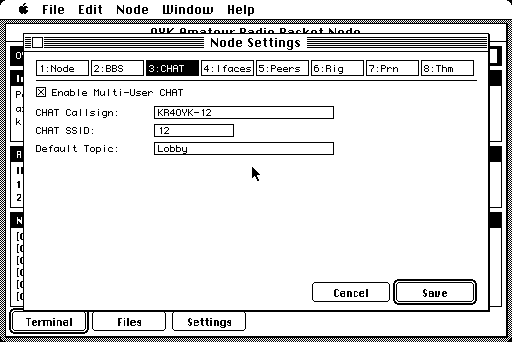 File Edit Node Window Help
Node Settings
1:Node 2:BBS 3:CHAT 4:Ifaces 5:Peers 6:Rig 7:Prn 8:Thm
Enable Multi-User CHAT
CHAT Callsign: KR4OYK-12
CHAT SSID: 12
Default Topic: Lobby
Cancel Save
Terminal Files Settings